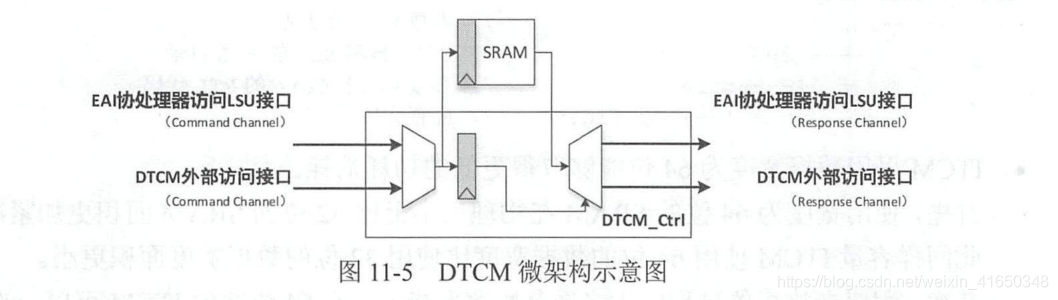 SRAM
EAI协处理器访问LSU接口
(Command Channel)
EAI协处理器访问LSU接口
(Response Channel)
DTCM外部访问接口
(Command Channel)
DTCM外部访问接口
(Response Channel)
DTCM_Ctrl
图 11-5 DTCM 微架构示意图
https://blog.csdn.net/weixin_41650348